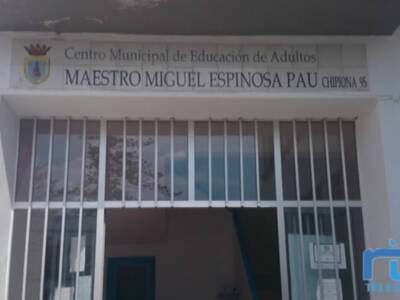 Centro Municipal de Educación de Adultos
MAESTRO MIGUEL ESPINOSA PAU CHIPIONA 95